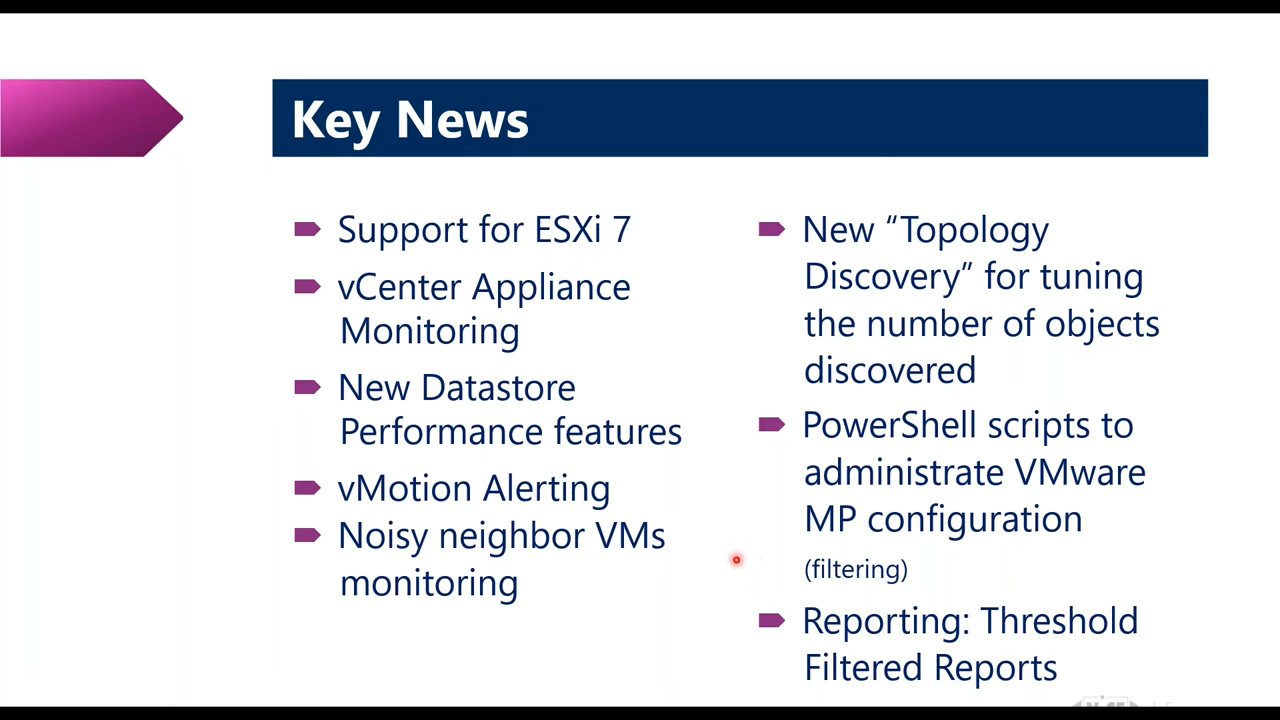 Key News
Support for ESXi 7
vCenter Appliance
Monitoring
New Datastore
Performance features
vMotion Alerting
Noisy neighbor VMs
monitoring
New “Topology
Discovery” for tuning
the number of objects
discovered
PowerShell scripts to
administrate VMware
MP configuration
(filtering)
Reporting: Threshold
Filtered Reports